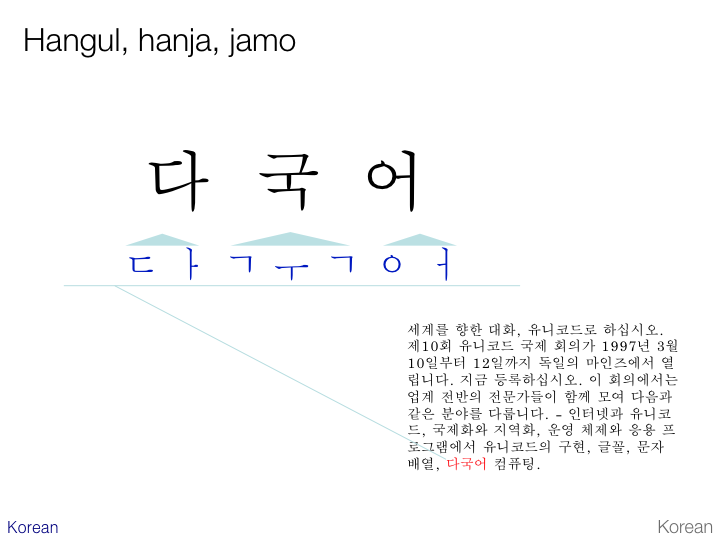 Hangul, hanja, jamo
다 국 어
ㄷ ㅏ ㄱ ㅜ ㄱ ㅇ ㅓ
세계를 향한 대화, 유니코드로 하십시오.
제10회 유니코드 국제 회의가 1997년 3월
10일부터 12일까지 독일의 마인즈에서 열
립니다. 지금 등록하십시오. 이 회의에서는
업계 전반의 전문가들이 함께 모여 다음과
같은 분야를 다룹니다. – 인터넷과 유니코
드, 국제화와 지역화, 운영 체제와 응용 프
로그램에서 유니코드의 구현, 글꼴, 문자
배열, 다국어 컴퓨팅.
Korean
Korean